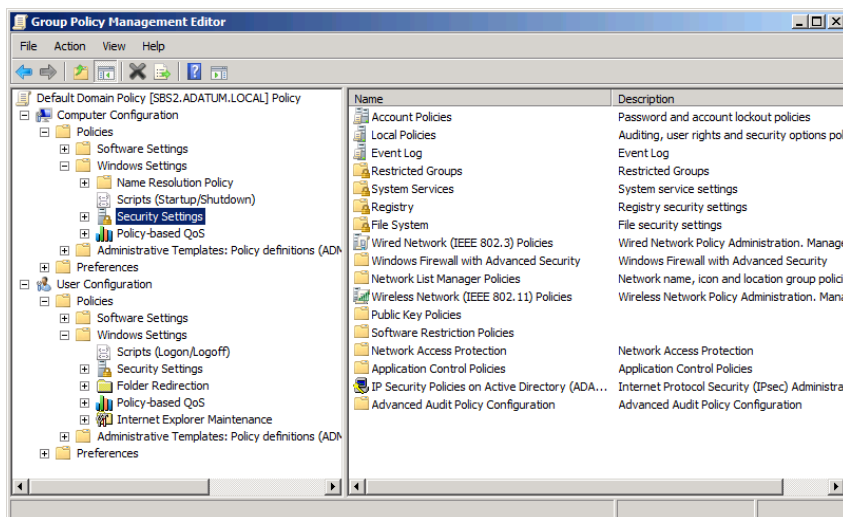 Group Policy Management Editor
File Action View Help
Default Domain Policy [SBS2.ADATUM.LOCAL] Policy
Computer Configuration
Policies
Software Settings
Windows Settings
Name Resolution Policy
Scripts (Startup/Shutdown)
Security Settings
Policy-based QoS
Administrative Templates: Policy definitions (ADM
Preferences
User Configuration
Policies
Software Settings
Windows Settings
Scripts (Logon/Logoff)
Security Settings
Folder Redirection
Policy-based QoS
Internet Explorer Maintenance
Administrative Templates: Policy definitions (ADM
Preferences
Name Description
Account Policies Password and account lockout policies
Local Policies Auditing, user rights and security options pol
Event Log Event Log
Restricted Groups Restricted Groups
System Services System service settings
Registry Registry security settings
File System File security settings
Wired Network (IEEE 802.3) Policies Wired Network Policy Administration. Manage
Windows Firewall with Advanced Security Windows Firewall with Advanced Security
Network List Manager Policies Network name, icon and location group polici
Wireless Network (IEEE 802.11) Policies Wireless Network Policy Administration. Mana
Public Key Policies
Software Restriction Policies
Network Access Protection Network Access Protection
Application Control Policies Application Control Policies
IP Security Policies on Active Directory (ADA... Internet Protocol Security (IPsec) Administra
Advanced Audit Policy Configuration Advanced Audit Policy Configuration